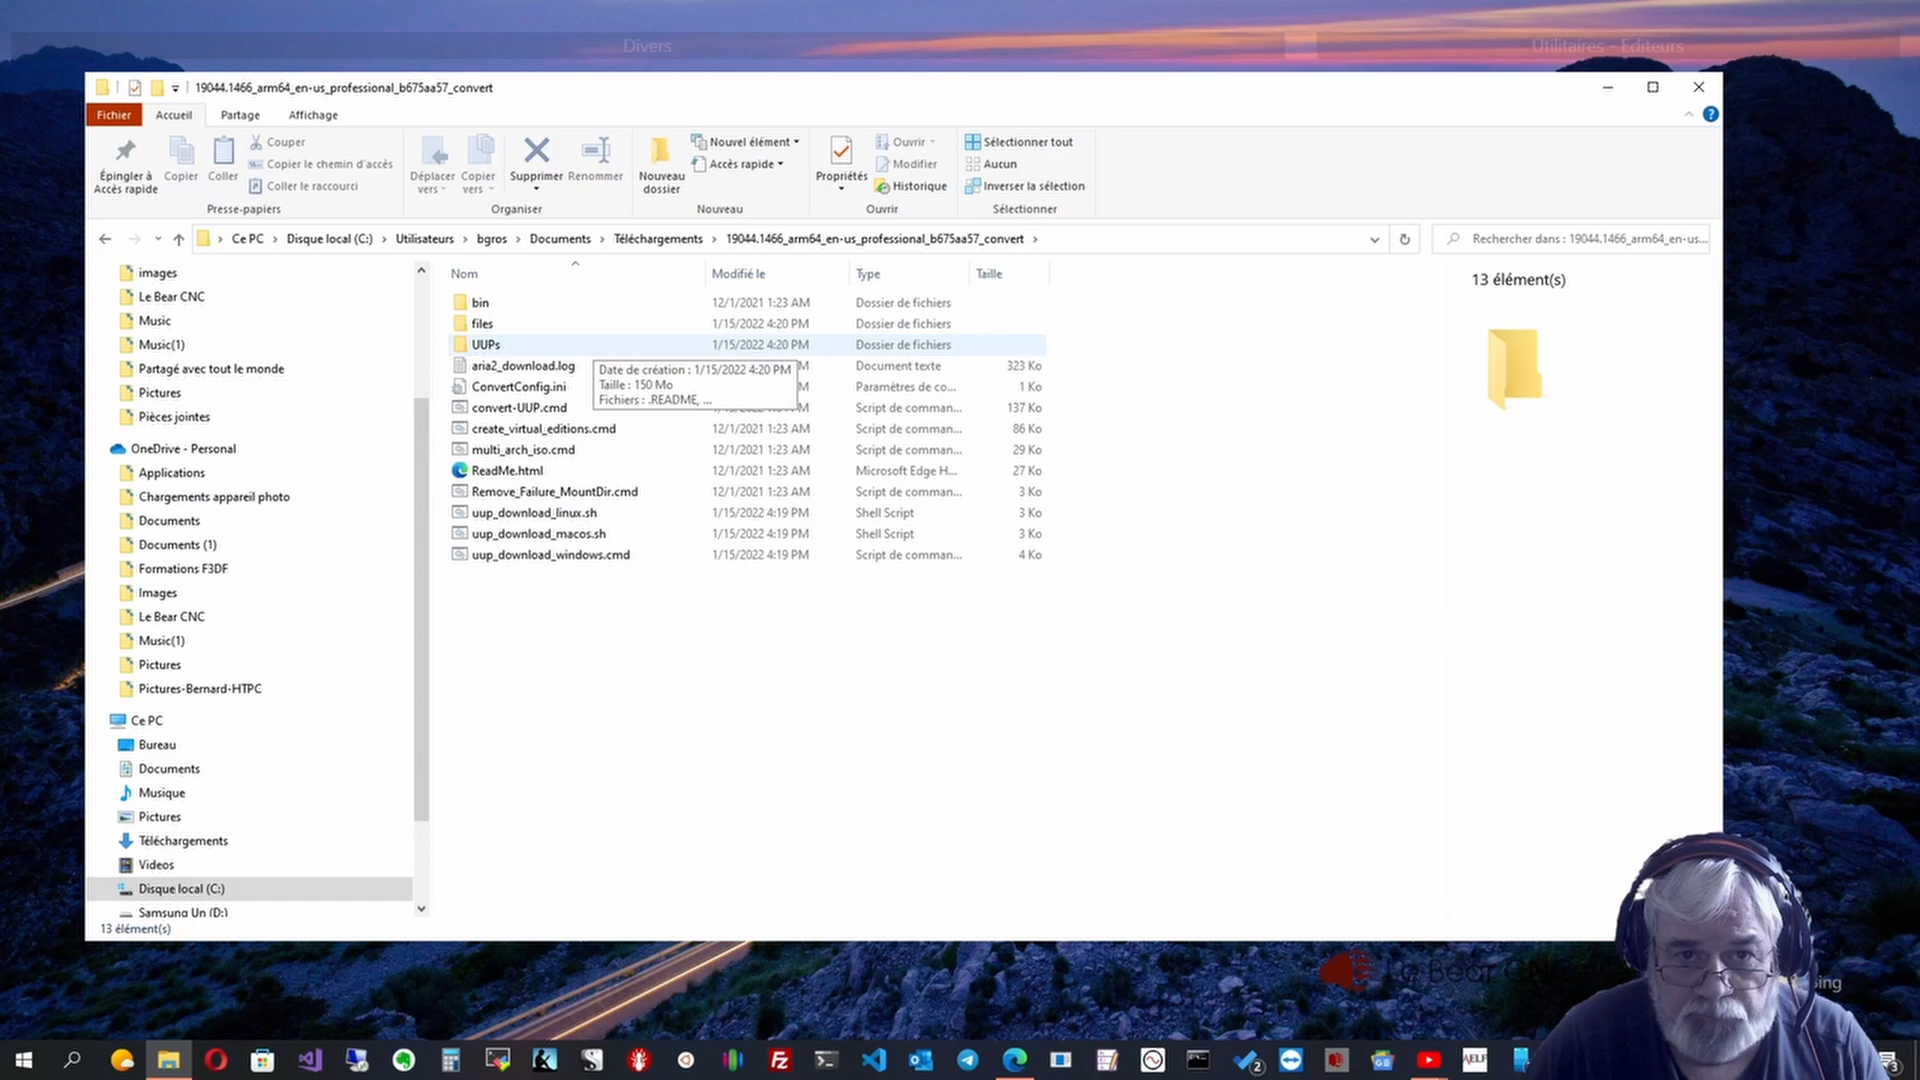 Divers
Utilitaires - Editeurs
19044.1466_arm64_en-us_professional_b675aa57_convert
Fichier Accueil Partage Affichage
Épingler à Accès rapide
Copier
Coller
Couper
Copier le chemin d'accès
Coller le raccourci
Presse-papiers
Déplacer vers
Copier vers
Supprimer
Renommer
Organiser
Nouveau dossier
Nouvel élément
Accès rapide
Nouveau
Propriétés
Ouvrir
Modifier
Historique
Ouvrir
Sélectionner tout
Aucun
Inverser la sélection
Sélectionner
Ce PC > Disque local (C:) > Utilisateurs > bgros > Documents > Téléchargements > 19044.1466_arm64_en-us_professional_b675aa57_convert >
Rechercher dans : 19044.1466_arm64_en-us...
images
Le Bear CNC
Music
Music(1)
Partagé avec tout le monde
Pictures
Pièces jointes
OneDrive - Personal
Applications
Chargements appareil photo
Documents
Documents (1)
Formations F3DF
Images
Le Bear CNC
Music(1)
Pictures
Pictures-Bernard-HTPC
Ce PC
Bureau
Documents
Musique
Pictures
Téléchargements
Videos
Disque local (C:)
Samsung Un (D:)
13 élément(s)
Nom Modifié le Type Taille
bin 12/1/2021 1:23 AM Dossier de fichiers
files 1/15/2022 4:20 PM Dossier de fichiers
UUPs 1/15/2022 4:20 PM Dossier de fichiers
aria2_download.log M Document texte 323 Ko
ConvertConfig.ini M Paramètres de co... 1 Ko
convert-UUP.cmd Script de comman... 137 Ko
create_virtual_editions.cmd 12/1/2021 1:23 AM Script de comman... 86 Ko
multi_arch_iso.cmd 12/1/2021 1:23 AM Script de comman... 29 Ko
ReadMe.html 12/1/2021 1:23 AM Microsoft Edge H... 27 Ko
Remove_Failure_MountDir.cmd 12/1/2021 1:23 AM Script de comman... 3 Ko
uup_download_linux.sh 1/15/2022 4:19 PM Shell Script 3 Ko
uup_download_macos.sh 1/15/2022 4:19 PM Shell Script 3 Ko
uup_download_windows.cmd 1/15/2022 4:19 PM Script de comman... 4 Ko
Date de création : 1/15/2022 4:20 PM
Taille : 150 Mo
Fichiers : .README, ...
13 élément(s)
Le Bear
AELF
2
3